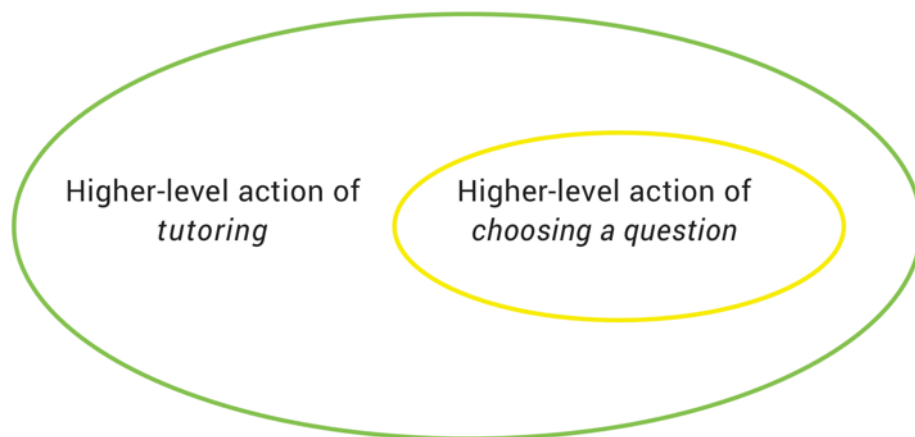 Higher-level action of
tutoring
Higher-level action of
choosing a question